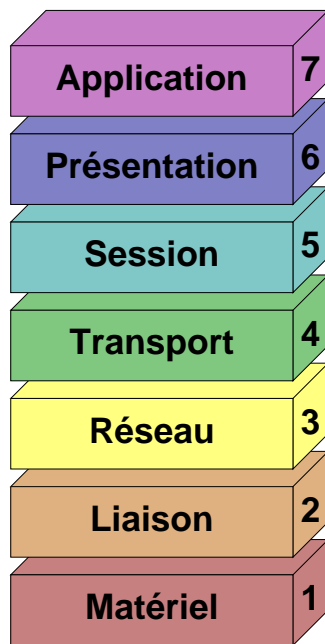 Application 7
Présentation 6
Session 5
Transport 4
Réseau 3
Liaison 2
Matériel 1